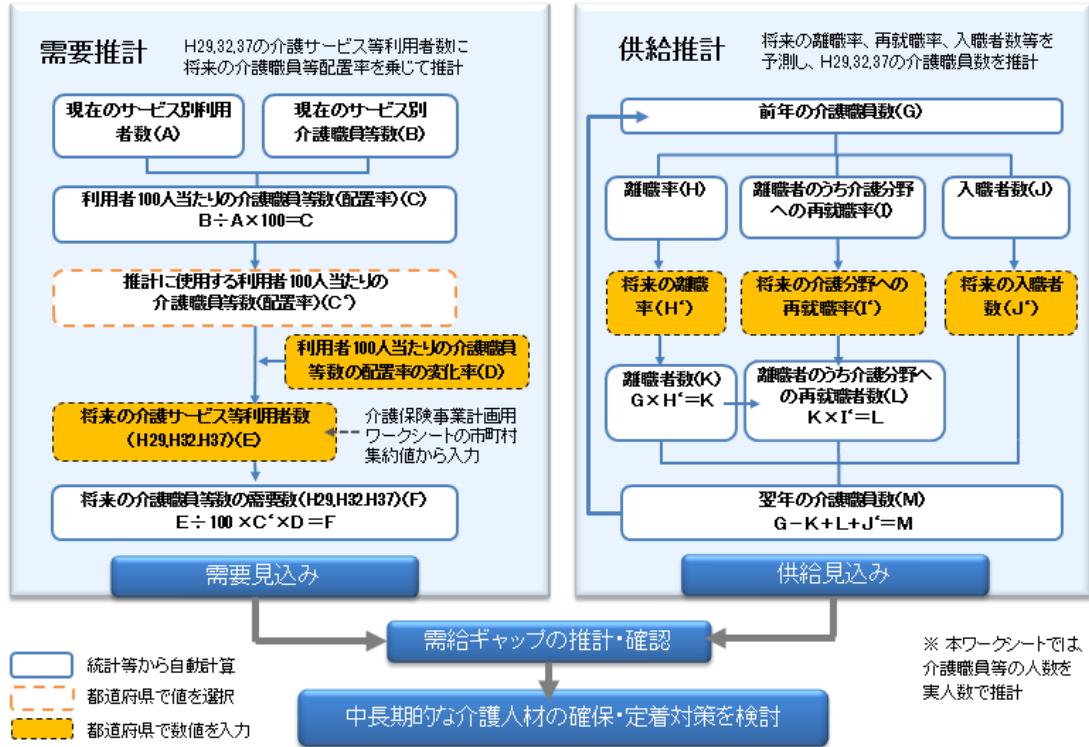 需要推計
H29,32,37の介護サービス等利用者数に
将来の介護職員等配置率を乗じて推計
現在のサービス別利用
者数(A)
現在のサービス別
介護職員等数(B)
利用者100人当たりの介護職員等数(配置率)(C)
B÷A×100=C
推計に使用する利用者100人当たりの
介護職員等数(配置率)(C‘)
利用者100人当たりの介護職員
等数の配置率の変化率(D)
将来の介護サービス等利用者数
(H29,H32,H37)(E)
介護保険事業計画用
ワークシートの市町村
集約値から入力
将来の介護職員等数の需要数(H29,H32,H37)(F)
E÷100×C‘×D=F
需要見込み
供給推計
将来の離職率、再就職率、入職者数等を
予測し、H29,32,37の介護職員数を推計
前年の介護職員数(G)
離職率(H)
離職者のうち介護分野
への再就職率(I)
入職者数(J)
将来の離職
率(H‘)
将来の介護分野への
再就職率(I‘)
将来の入職者
数(J‘)
離職者数(K)
G×H‘=K
離職者のうち介護分野へ
の再就職者数(L)
K×I‘=L
翌年の介護職員数(M)
G-K+L+J‘=M
供給見込み
需給ギャップの推計・確認
中長期的な介護人材の確保・定着対策を検討
統計等から自動計算
都道府県で値を選択
都道府県で数値を入力
※ 本ワークシートでは、
介護職員等の人数を
実人数で推計